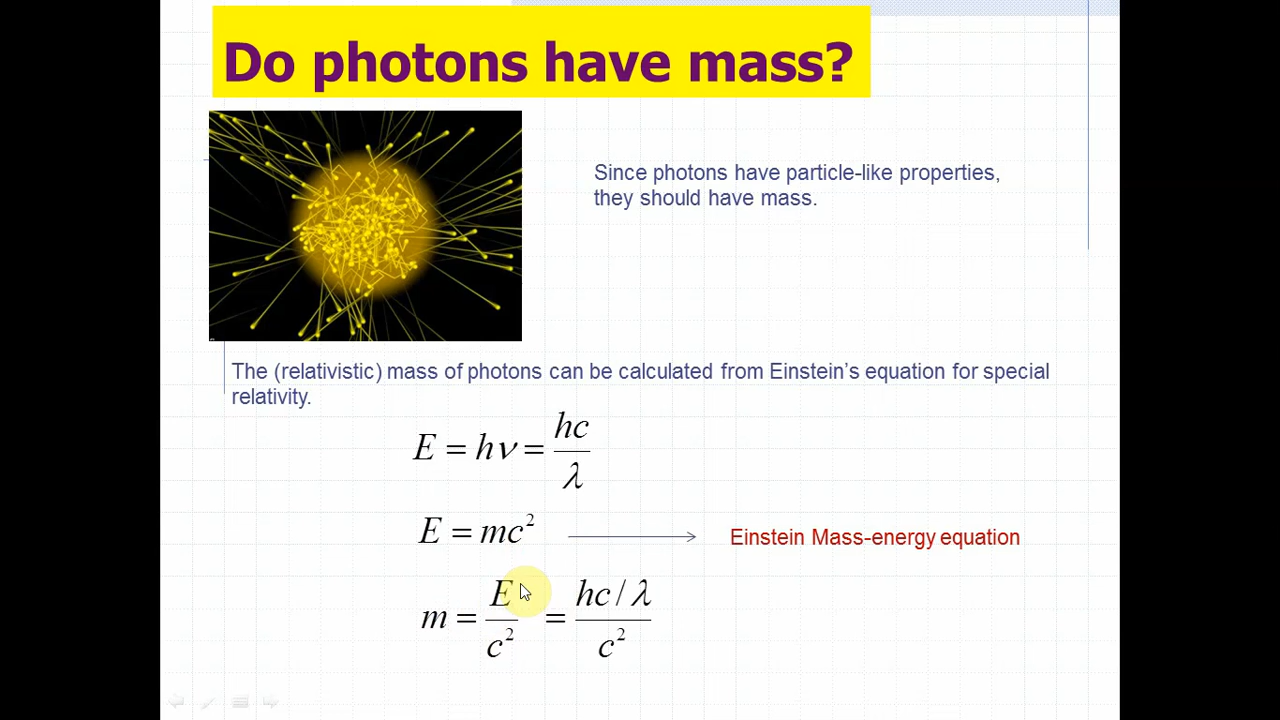 Do photons have mass?
Since photons have particle-like properties,
they should have mass.
The (relativistic) mass of photons can be calculated from Einstein’s equation for special
relativity.
E = hν = hc/λ
E = mc²
Einstein Mass-energy equation
m = E/c² = (hc / λ)/c²